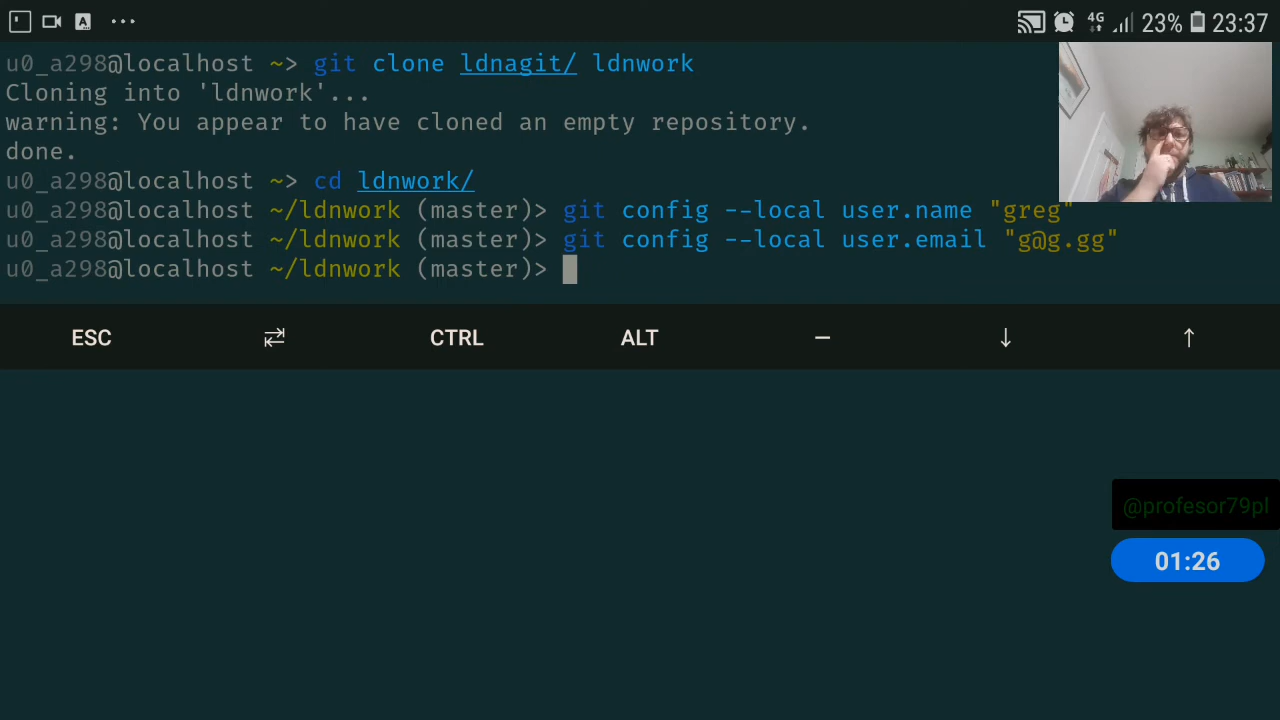 4G 23% 23:37
u0_a298@localhost ~> git clone ldnagit/ ldnwork
Cloning into 'ldnwork'...
warning: You appear to have cloned an empty repository.
done.
u0_a298@localhost ~> cd ldnwork/
u0_a298@localhost ~/ldnwork (master)> git config --local user.name "greg"
u0_a298@localhost ~/ldnwork (master)> git config --local user.email "g@g.gg"
u0_a298@localhost ~/ldnwork (master)>
ESC CTRL ALT —
@profesor79pl
01:26